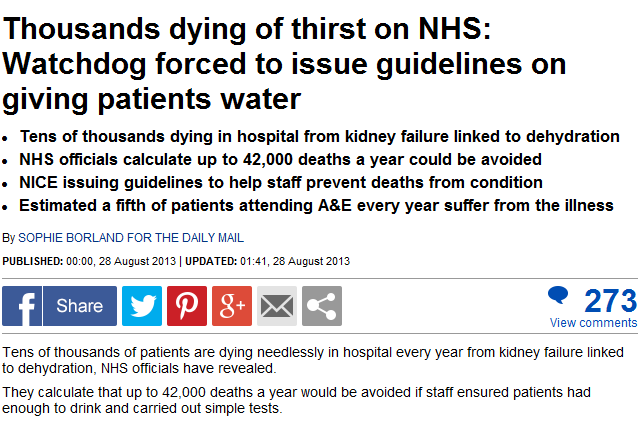 Thousands dying of thirst on NHS:
Watchdog forced to issue guidelines on
giving patients water
• Tens of thousands dying in hospital from kidney failure linked to dehydration
• NHS officials calculate up to 42,000 deaths a year could be avoided
• NICE issuing guidelines to help staff prevent deaths from condition
• Estimated a fifth of patients attending A&E every year suffer from the illness
By SOPHIE BORLAND FOR THE DAILY MAIL
PUBLISHED: 00:00, 28 August 2013 | UPDATED: 01:41, 28 August 2013
f Share g+ 273
View comments
Tens of thousands of patients are dying needlessly in hospital every year from kidney failure linked
to dehydration, NHS officials have revealed.
They calculate that up to 42,000 deaths a year would be avoided if staff ensured patients had
enough to drink and carried out simple tests.